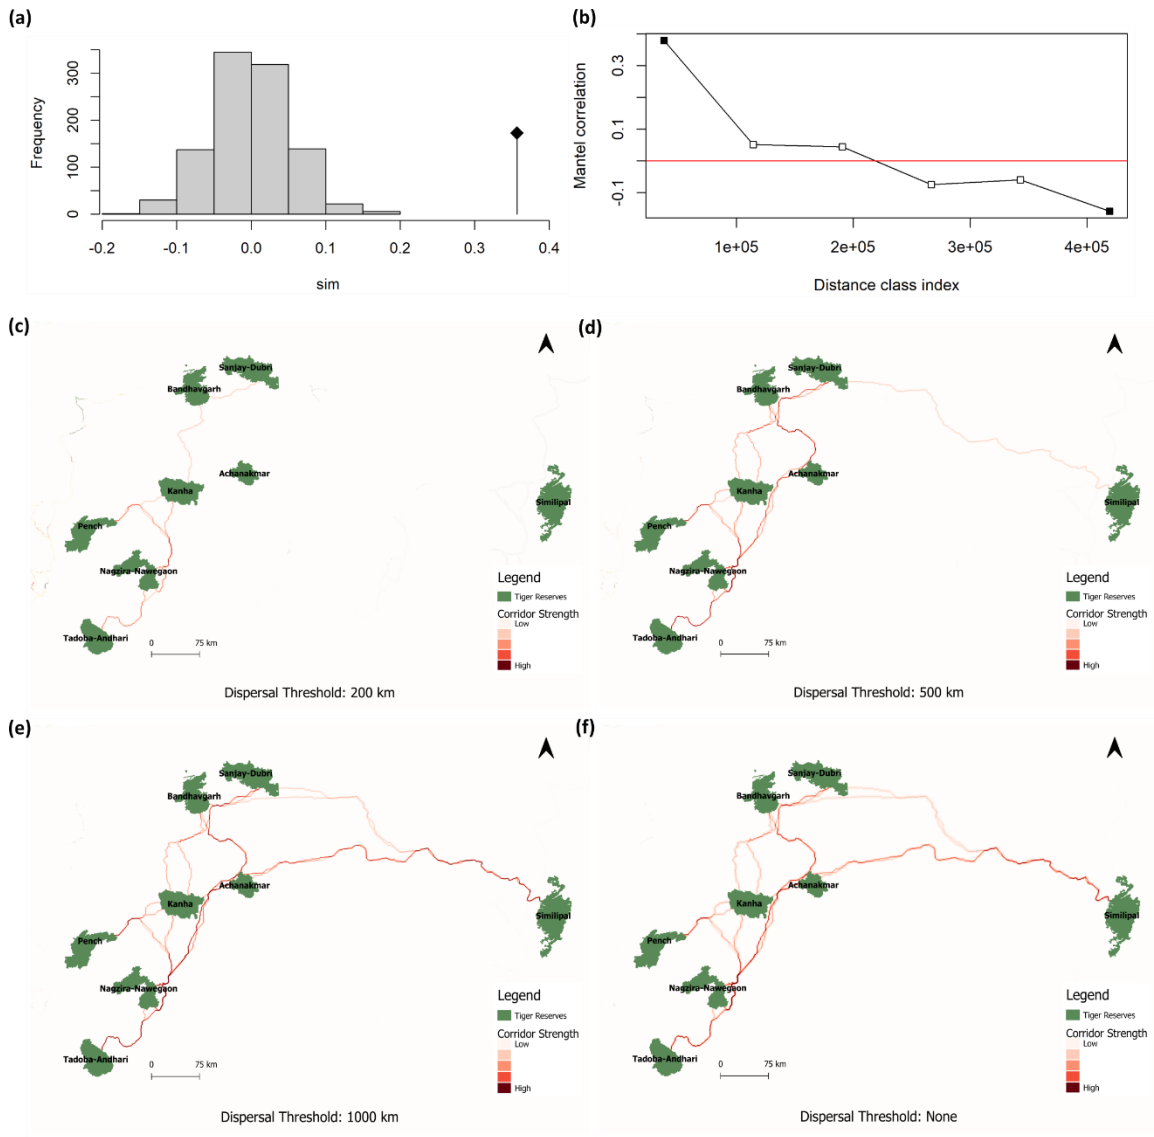 (a)
Frequency
300
200
100
0
-0.2
-0.1
0.0
0.1
0.2
0.3
0.4
sim
(b)
Mantel correlation
0.3
0.1
-0.1
1e+05
2e+05
3e+05
4e+05
Distance class index
(c)
Sanjay-Dubri
Bandhavgarh
Achanakmar
Kanha
Similipal
Pench
Nagzira-Nawegaon
Tadoba-Andhari
0
75 km
Legend
Tiger Reserves
Corridor Strength
Low
High
Dispersal Threshold: 200 km
(d)
Sanjay-Dubri
Bandhavgarh
Achanakmar
Kanha
Similipal
Pench
Nagzira-Nawegaon
Tadoba-Andhari
0
75 km
Legend
Tiger Reserves
Corridor Strength
Low
High
Dispersal Threshold: 500 km
(e)
Sanjay-Dubri
Bandhavgarh
Achanakmar
Kanha
Similipal
Pench
Nagzira-Nawegaon
Tadoba-Andhari
0
75 km
Legend
Tiger Reserves
Corridor Strength
Low
High
Dispersal Threshold: 1000 km
(f)
Sanjay-Dubri
Bandhavgarh
Achanakmar
Kanha
Similipal
Pench
Nagzira-Nawegaon
Tadoba-Andhari
0
75 km
Legend
Tiger Reserves
Corridor Strength
Low
High
Dispersal Threshold: None